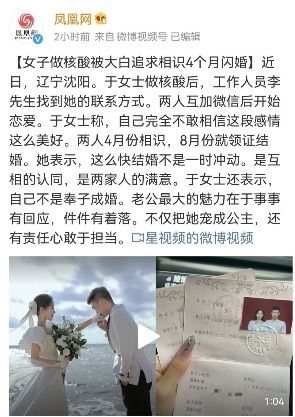 凤凰网
2小时前 来自 微博视频号 已编辑
【女子做核酸被大白追求相识4个月闪婚】近
日，辽宁沈阳。于女士做核酸后，工作人员李
先生找到她的联系方式。两人互加微信后开始
恋爱。于女士称，自己完全不敢相信这段感情
这么美好。两人4月份相识，8月份就领证结
婚。她表示，这么快结婚不是一时冲动。是互
相的认同，是两家人的满意。于女士还表示，
自己不是奉子成婚。老公最大的魅力在于事事
有回应，件件有着落。不仅把她宠成公主，还
有责任心敢于担当。星视频的微博视频
1:04